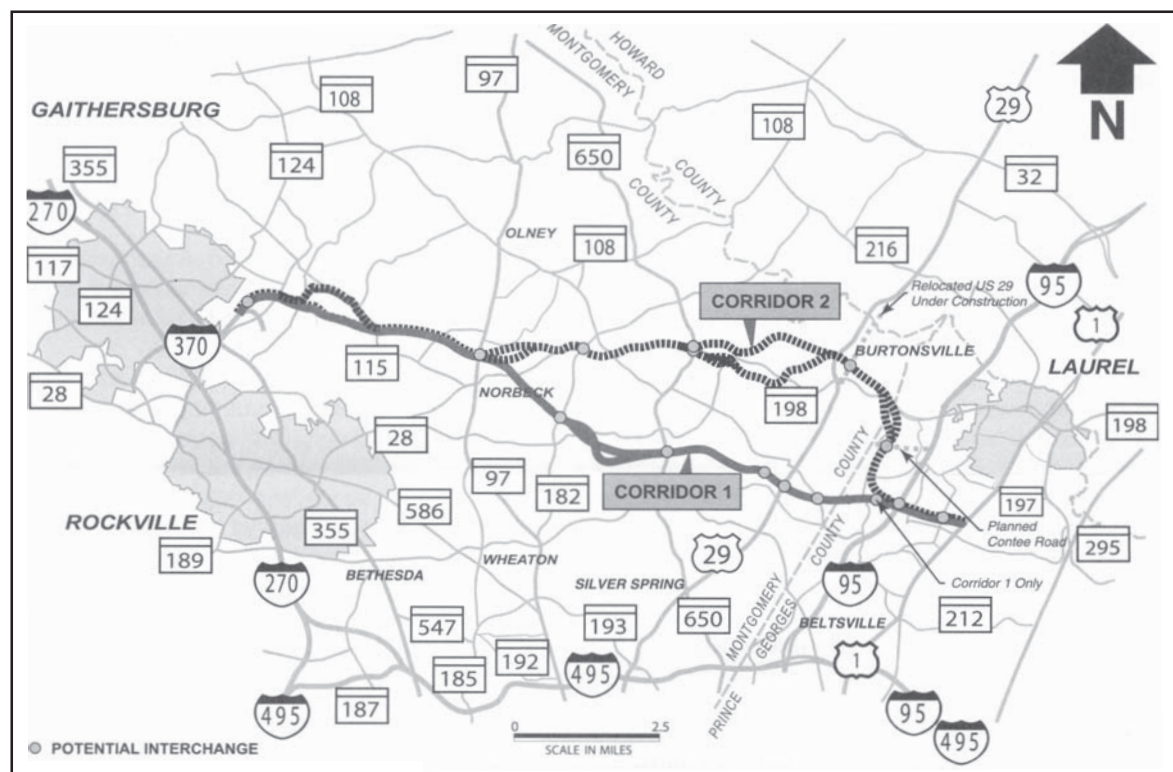 HOWARD
MONTGOMERY
COUNTY
COUNTY
97
29
N
108
GAITHERSBURG
108
650
124
355
32
270
OLNEY
108
216
117
Relocated US 29
Under Construction
95
124
CORRIDOR 2
1
370
BURTONSVILLE
LAUREL
115
28
NORBECK
198
198
28
COUNTY
COUNTY
97
182
CORRIDOR 1
197
586
ROCKVILLE
355
Planned
Contee Road
189
WHEATON
29
295
270
BETHESDA
SILVER SPRING
95
Corridor 1 Only
547
193
650
MONTGOMERY
PRINCE GEORGES
BELTSVILLE
212
192
185
495
1
187
495
95
495
0
2.5
SCALE IN MILES
POTENTIAL INTERCHANGE